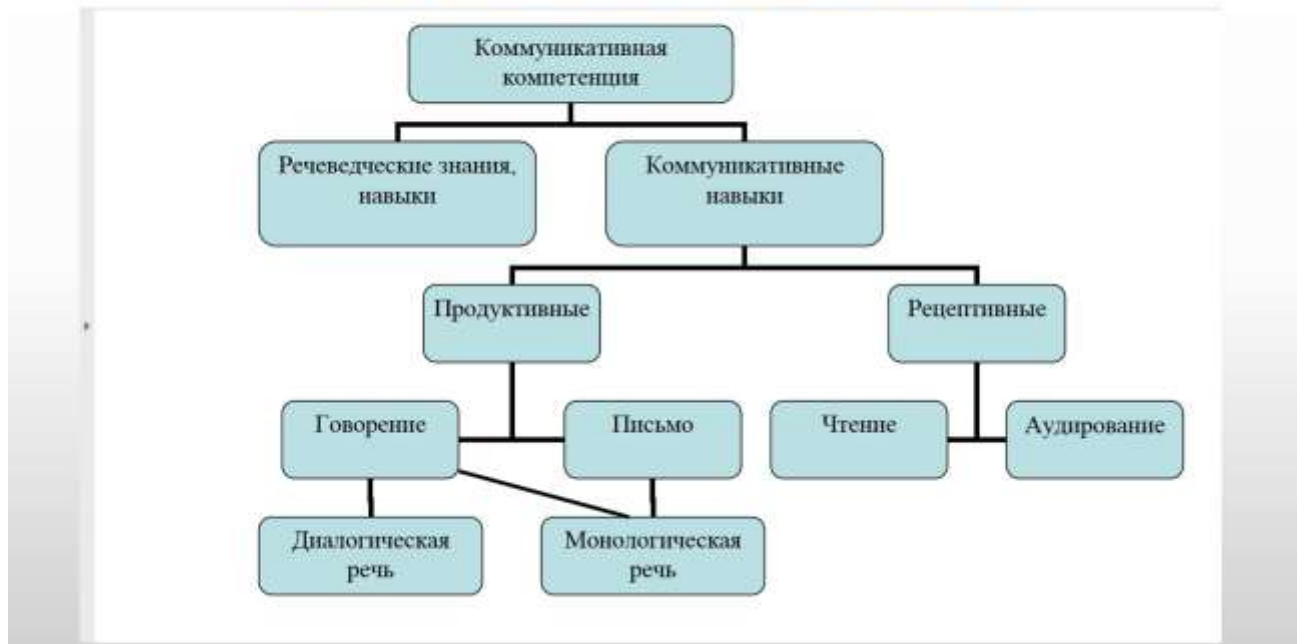 Коммуникативная
компетенция
Речеведческие знания,
навыки
Коммуникативные
навыки
Продуктивные
Рецептивные
Говорение
Письмо
Чтение
Аудирование
Диалогическая
речь
Монологическая
речь